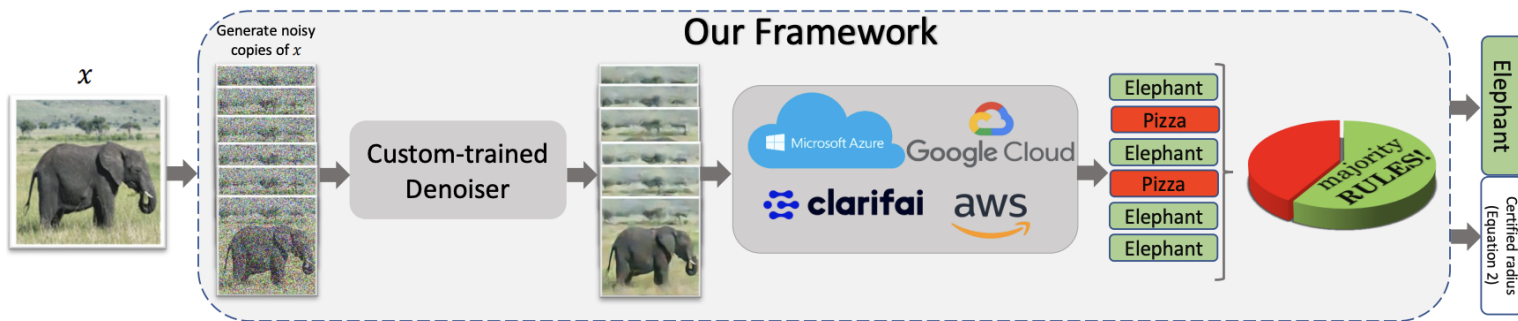 Our Framework
x
Generate noisy
copies of x
Custom-trained
Denoiser
Microsoft Azure
Google Cloud
clarifai
aws
Elephant
Pizza
Elephant
Pizza
Elephant
Elephant
majority
RULES!
Elephant
Certified radius
(Equation 2)